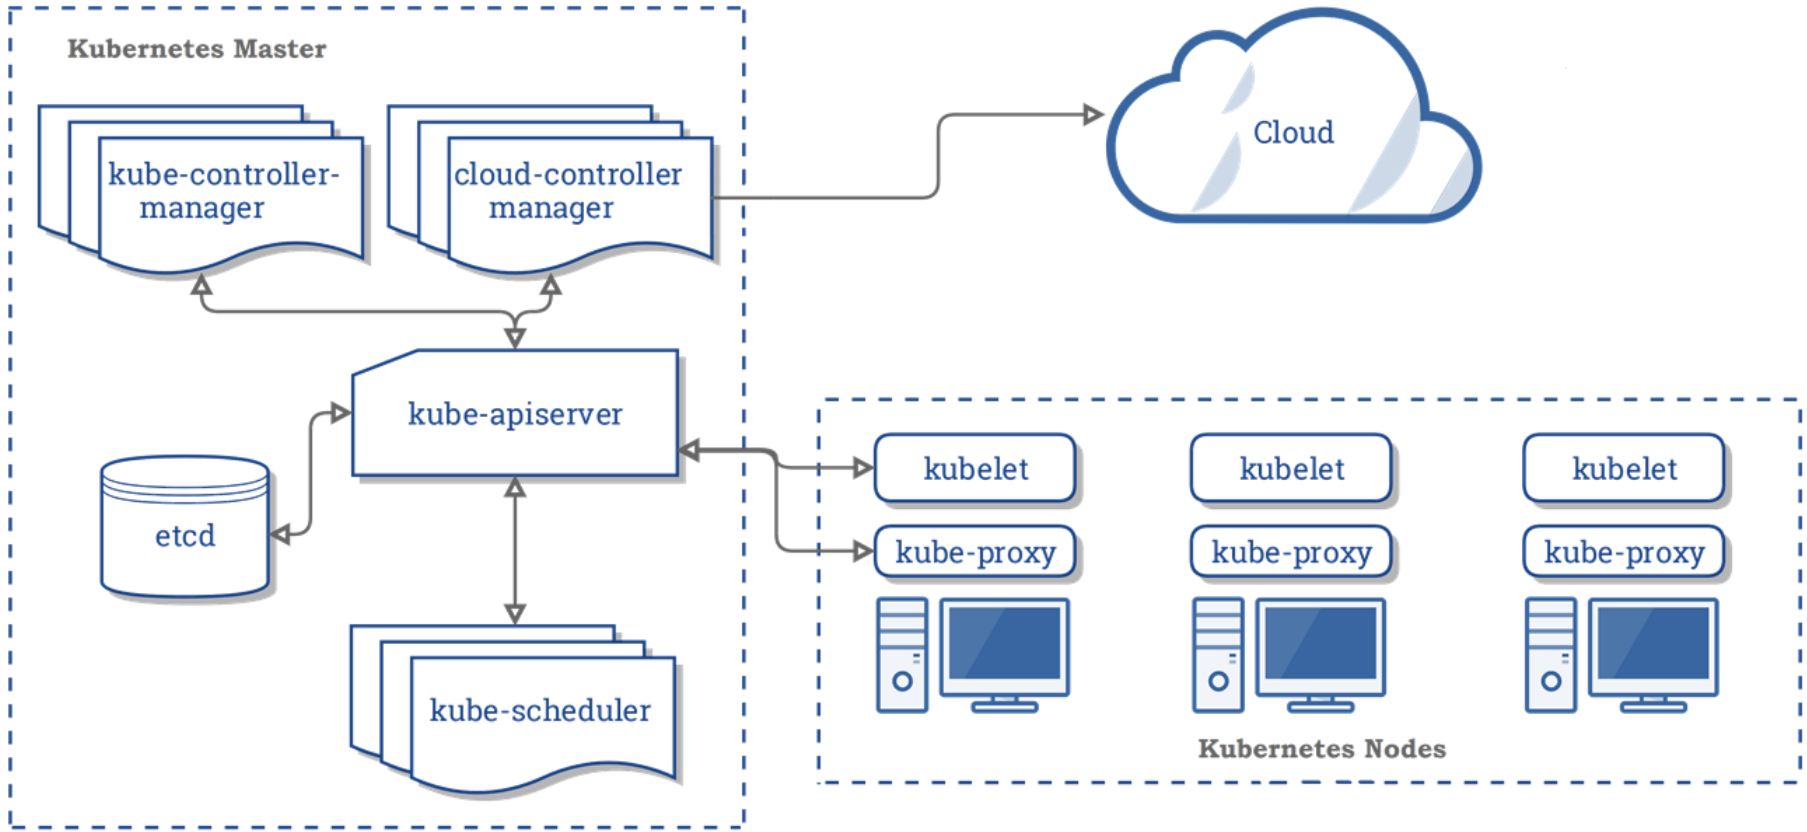 Kubernetes Master
kube-controller-
manager
cloud-controller
manager
Cloud
kube-apiserver
etcd
kube-scheduler
kubelet
kubelet
kubelet
kube-proxy
kube-proxy
kube-proxy
Kubernetes Nodes